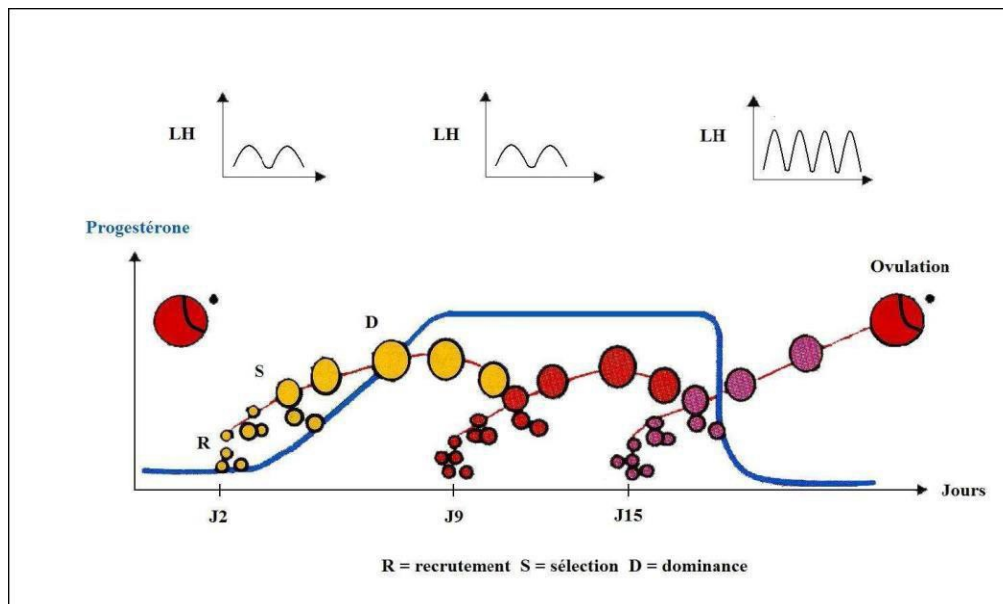 LH
LH
LH
Progestérone
Ovulation
D
S
R
Jours
J2
J9
J15
R = recrutement S = sélection D = dominance